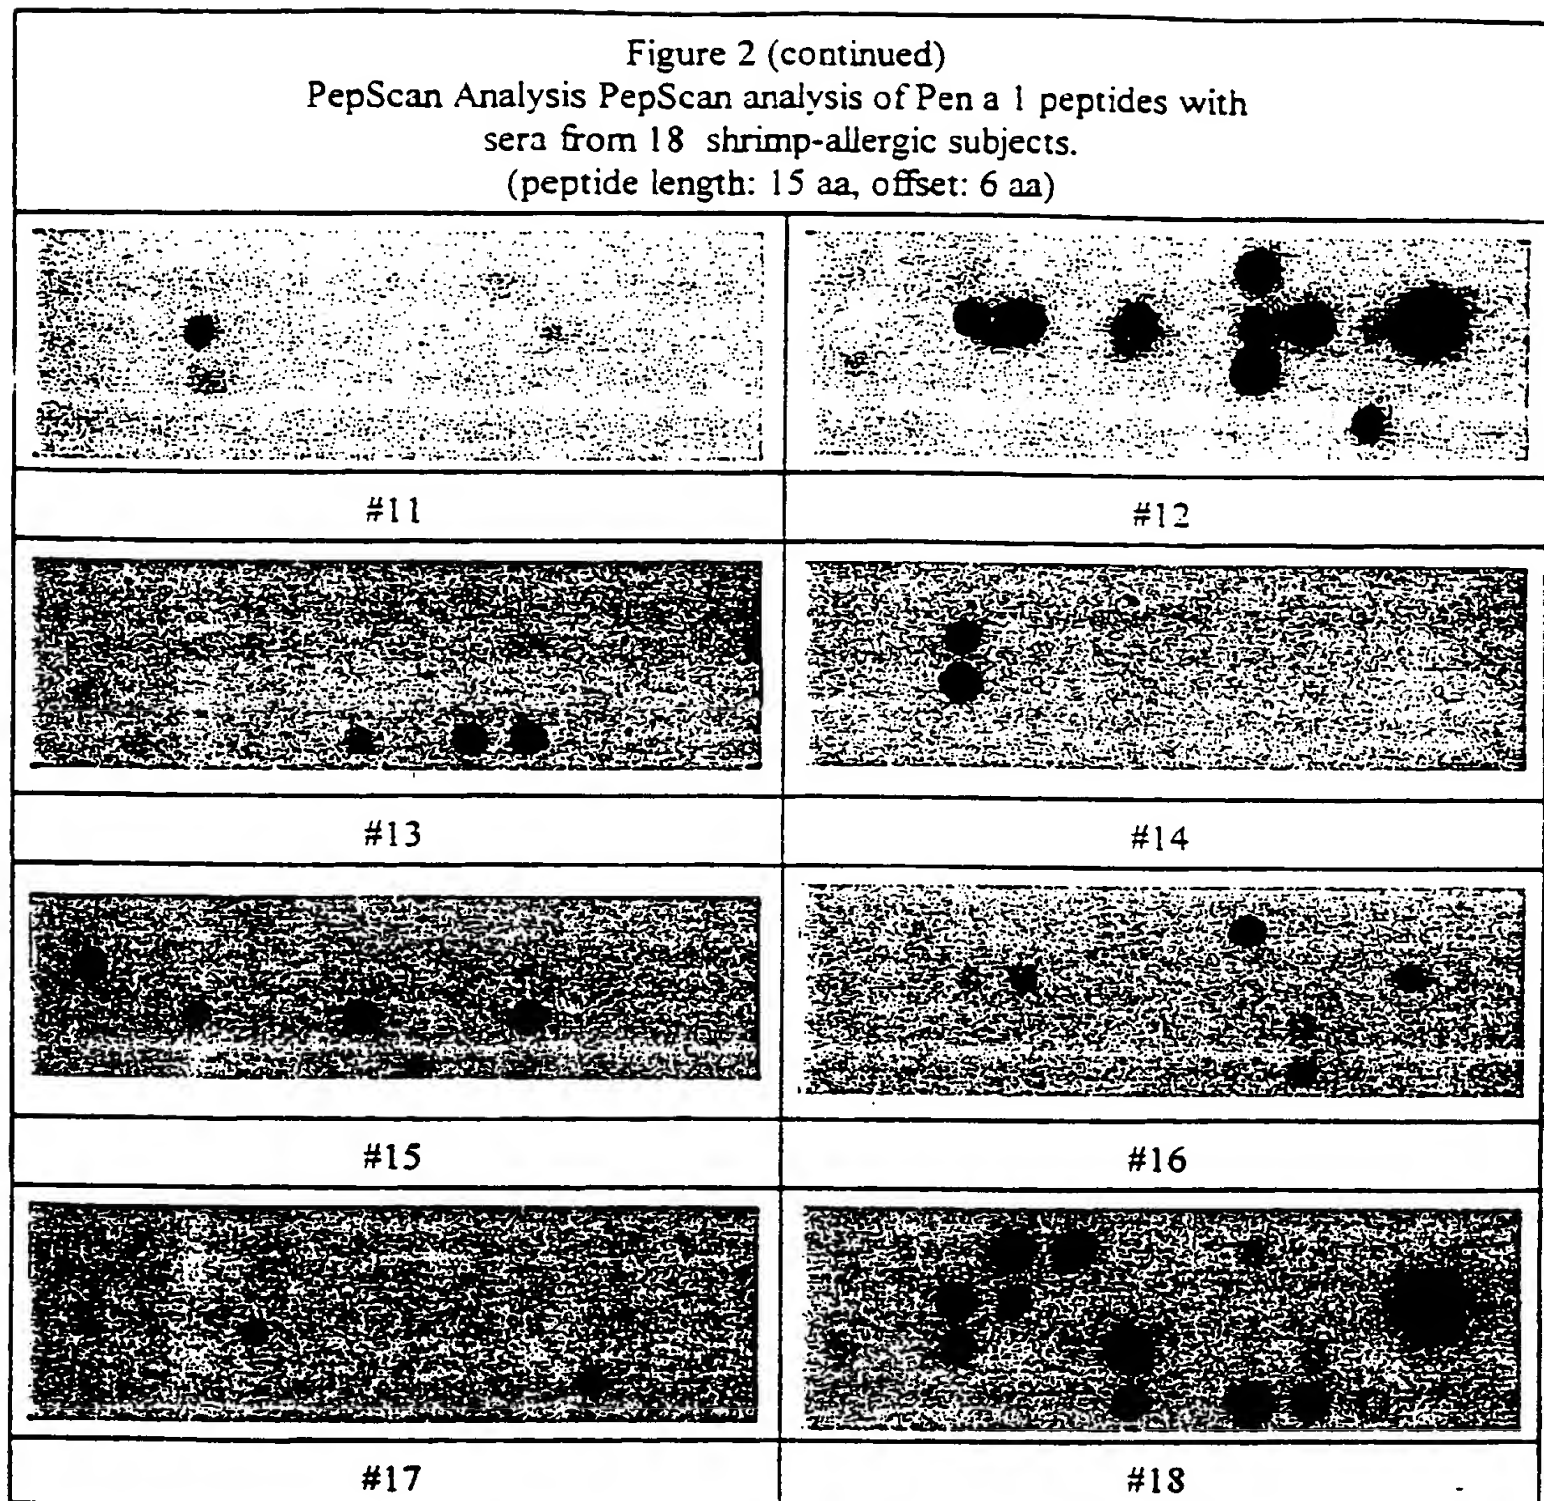 Figure 2 (continued)
PepScan Analysis PepScan analysis of Pen a 1 peptides with
sera from 18 shrimp-allergic subjects.
(peptide length: 15 aa, offset: 6 aa)
#11
#12
#13
#14
#15
#16
#17
#18